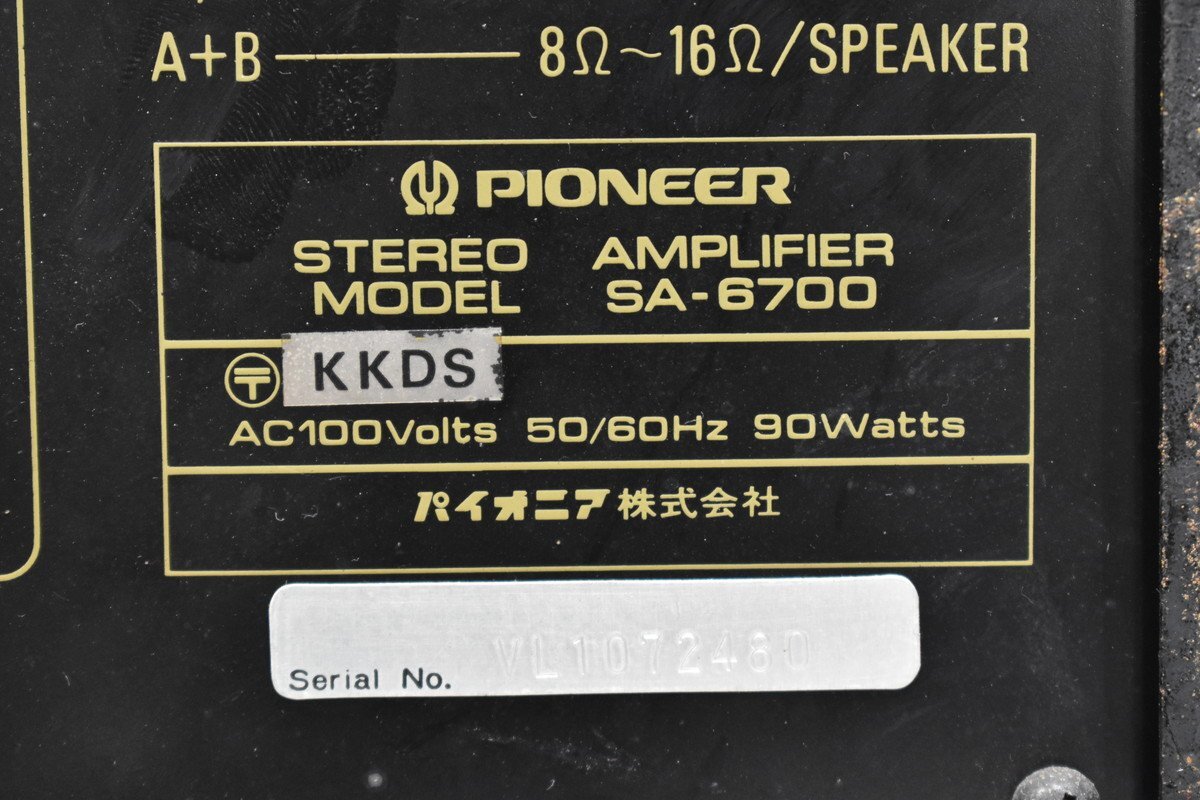 A+B 8Ω~16Ω/SPEAKER
PIONEER
STEREO AMPLIFIER
MODEL SA-6700
〒 KKDS
AC100Volts 50/60Hz 90Watts
パイオニア株式会社
VL1072480
Serial No.